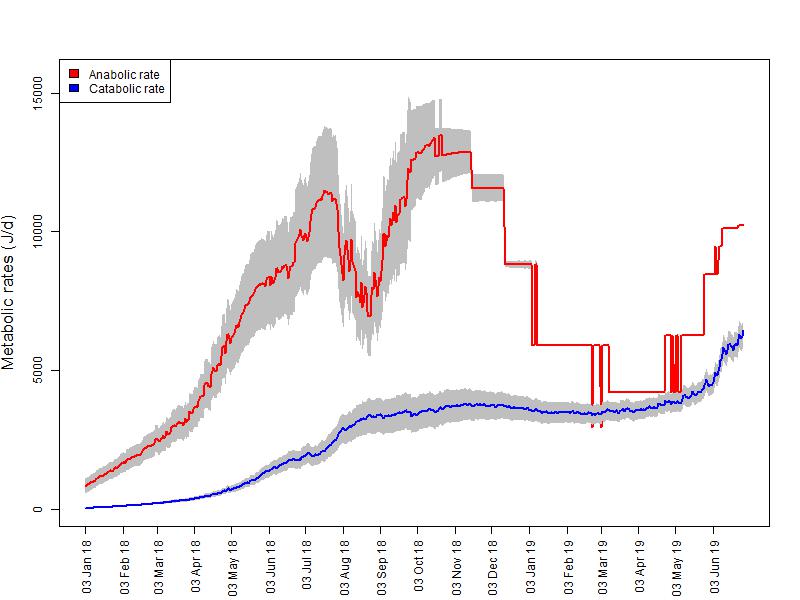 Anabolic rate
Catabolic rate
Metabolic rates (J/d)
15000
10000
5000
0
03 Jan 18
03 Feb 18
03 Mar 18
03 Apr 18
03 May 18
03 Jun 18
03 Jul 18
03 Aug 18
03 Sep 18
03 Oct 18
03 Nov 18
03 Dec 18
03 Jan 19
03 Feb 19
03 Mar 19
03 Apr 19
03 May 19
03 Jun 19